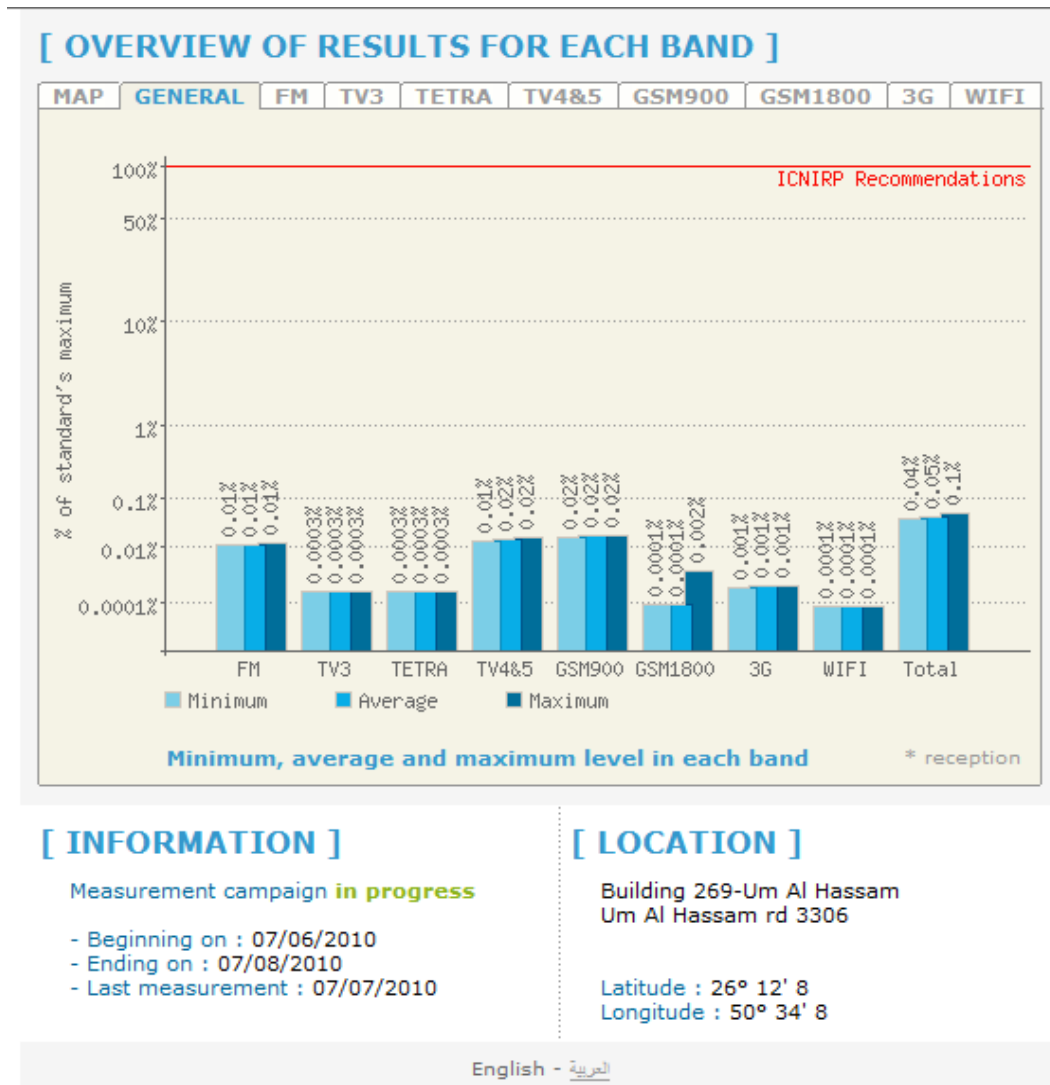 [ OVERVIEW OF RESULTS FOR EACH BAND ]
MAP GENERAL FM TV3 TETRA TV4&5 GSM900 GSM1800 3G WIFI
% of standard's maximum
100%
ICNIRP Recommendations
50%
10%
1%
0.1%
0.01%
0.0001%
0.01% 0.01% 0.01%
0.0003% 0.0003% 0.0003%
0.0003% 0.0003% 0.0003%
0.01% 0.02% 0.02%
0.02% 0.02% 0.02%
0.0001% 0.0001% 0.002%
0.001% 0.001% 0.001%
0.0001% 0.0001% 0.0001%
0.04% 0.05% 0.1%
FM TV3 TETRA TV4&5 GSM900 GSM1800 3G WIFI Total
Minimum Average Maximum
Minimum, average and maximum level in each band * reception
[ INFORMATION ]
Measurement campaign in progress
- Beginning on : 07/06/2010
- Ending on : 07/08/2010
- Last measurement : 07/07/2010
[ LOCATION ]
Building 269-Um Al Hassam
Um Al Hassam rd 3306
Latitude : 26º 12' 8
Longitude : 50º 34' 8
English - العربية